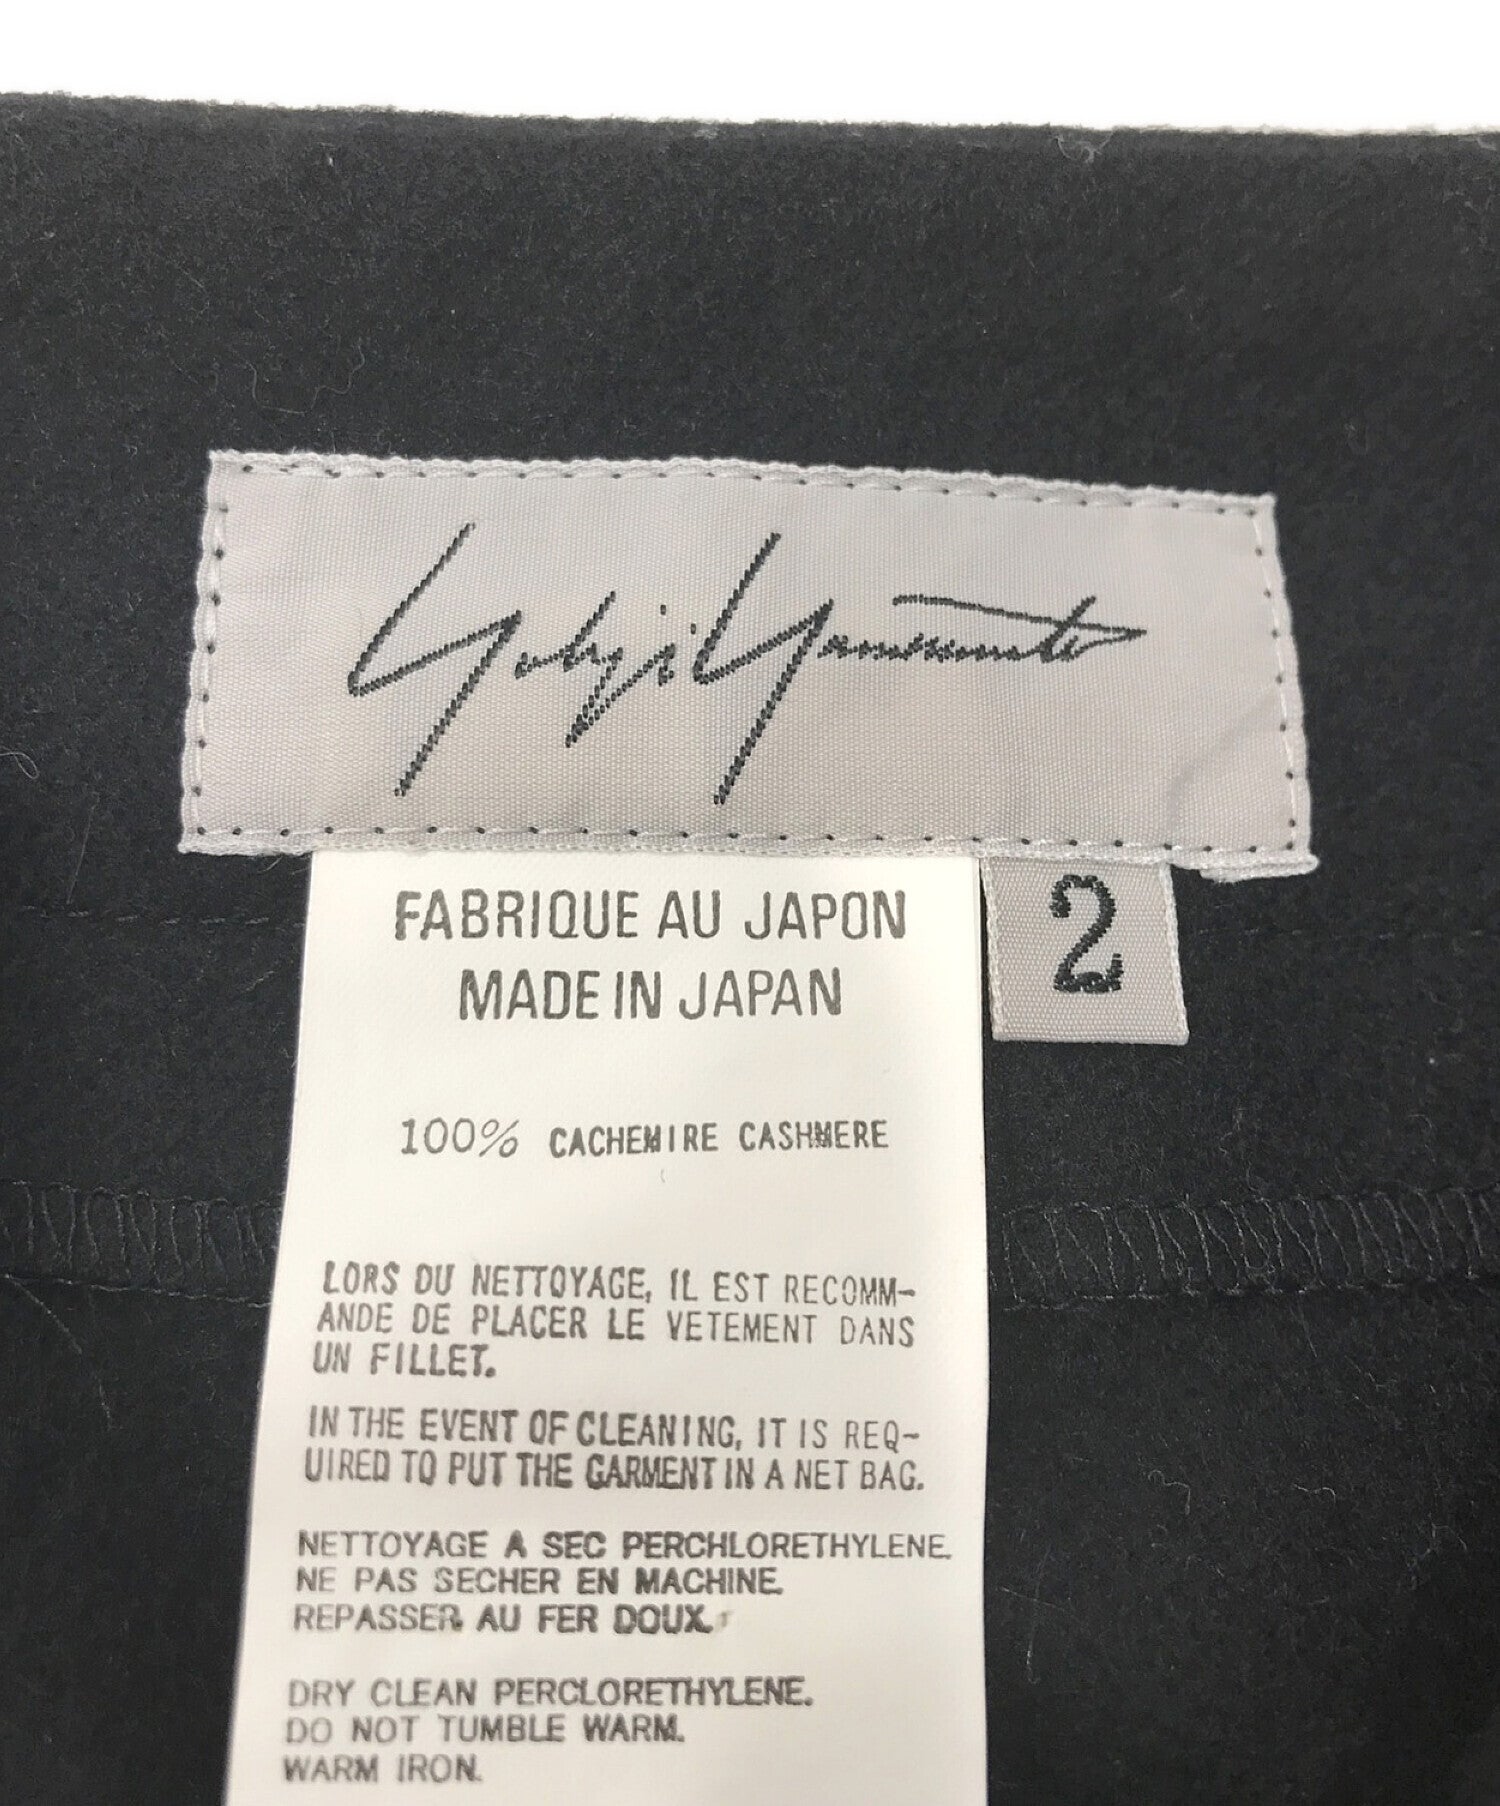 Yohji Yamamoto
FABRIQUE AU JAPON
MADE IN JAPAN
2
100% CACHEMIRE CASHMERE
LORS DU NETTOYAGE, IL EST RECOMM-
ANDE DE PLACER LE VETEMENT DANS
UN FILLET.
IN THE EVENT OF CLEANING, IT IS REQ-
UIRED TO PUT THE GARMENT IN A NET BAG.
NETTOYAGE A SEC PERCHLORETHYLENE.
NE PAS SECHER EN MACHINE.
REPASSER AU FER DOUX.
DRY CLEAN PERCLORETHYLENE.
DO NOT TUMBLE WARM.
WARM IRON.